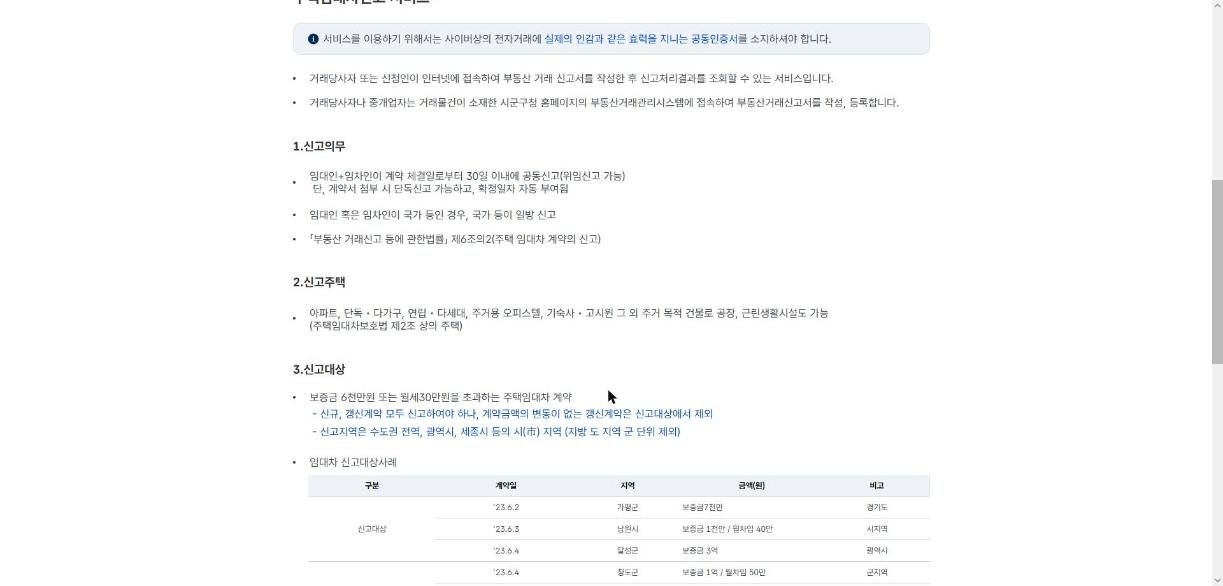 서비스를 이용하기 위해서는 사이버상의 전자거래에 실제의 인감과 같은 효력을 지니는 공동인증서를 소지하셔야 합니다.
• 거래당사자 또는 신청인이 인터넷에 접속하여 부동산 거래 신고서를 작성한 후 신고처리결과를 조회할 수 있는 서비스입니다.
• 거래당사자나 중개업자는 거래물건이 소재한 시군구청 홈페이지의 부동산거래관리시스템에 접속하여 부동산거래신고서를 작성, 등록합니다.
1.신고의무
• 임대인+임차인이 계약 체결일로부터 30일 이내에 공동신고(위임신고 가능)
단, 계약서 첨부 시 단독신고 가능하고, 확정일자 자동 부여됨
• 임대인 혹은 임차인이 국가 등인 경우, 국가 등이 일방 신고
• 「부동산 거래신고 등에 관한법률」 제6조의2(주택 임대차 계약의 신고)
2.신고주택
• 아파트, 단독・다가구, 연립・다세대, 주거용 오피스텔, 기숙사・고시원 그 외 주거 목적 건물로 공장, 근린생활시설도 가능
(주택임대차보호법 제2조 상의 주택)
3.신고대상
• 보증금 6천만원 또는 월세30만원을 초과하는 주택임대차 계약
- 신규, 갱신계약 모두 신고하여야 하나, 계약금액의 변동이 없는 갱신계약은 신고대상에서 제외
- 신고지역은 수도권 전역, 광역시, 세종시 등의 시(市) 지역 (지방 도 지역 군 단위 제외)
• 임대차 신고대상사례
구분 계약일 지역 금액(원) 비고
'23.6.2 가평군 보증금7천만 경기도
신고대상 '23.6.3 남원시 보증금 1천만 / 월차임 40만 시지역
'23.6.4 달성군 보증금 3억 광역시
'23.6.4 청도군 보증금 1억 / 월차임 50만 군지역